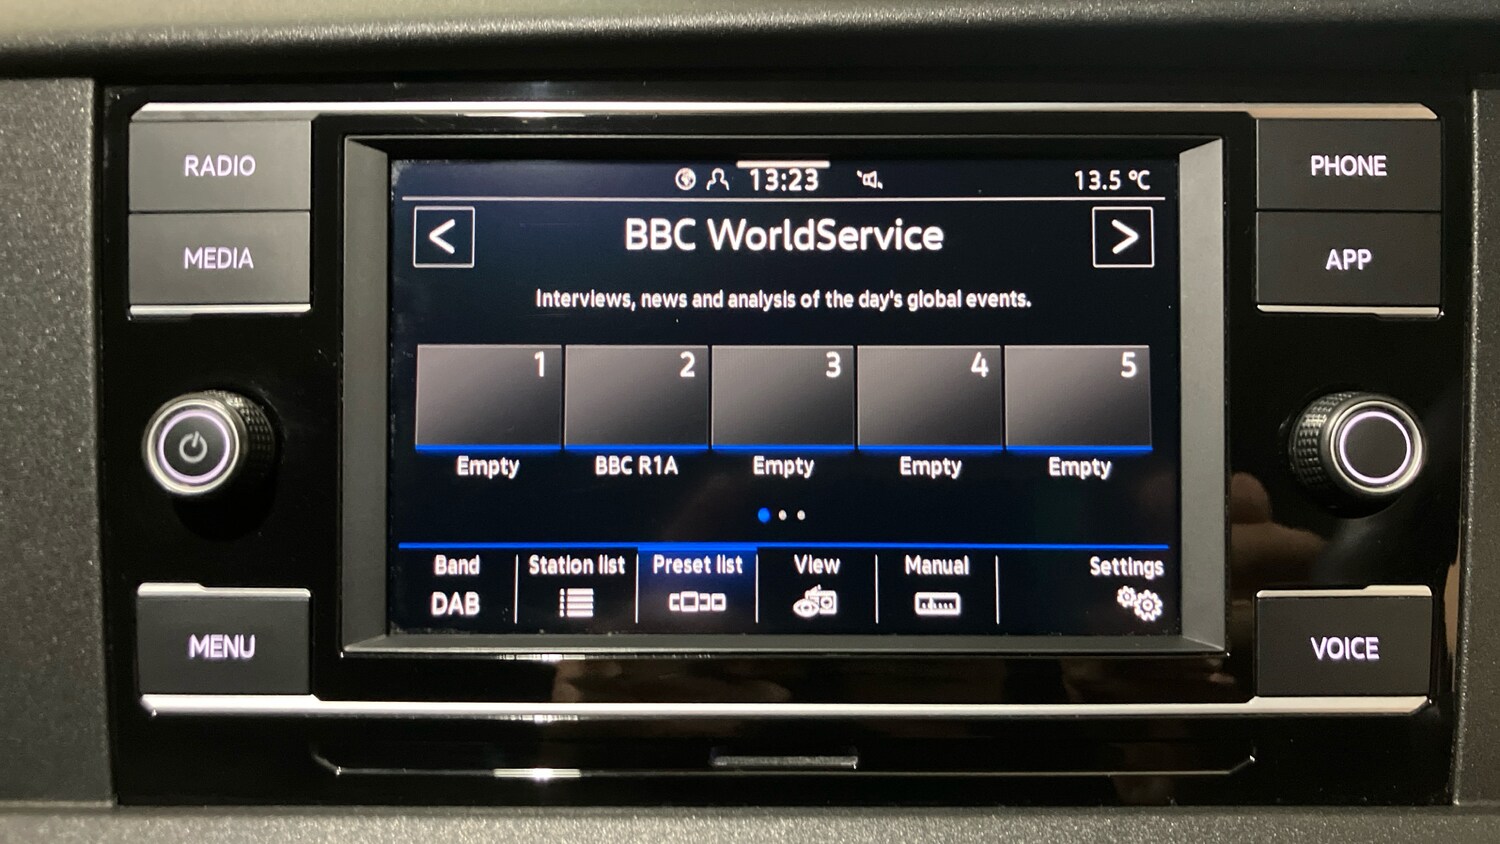 RADIO
MEDIA
MENU
13:23
13.5 °C
<
BBC WorldService
>
Interviews, news and analysis of the day's global events.
1
2
3
4
5
Empty
BBC R1A
Empty
Empty
Empty
Band
DAB
Station list
Preset list
View
Manual
Settings
PHONE
APP
VOICE